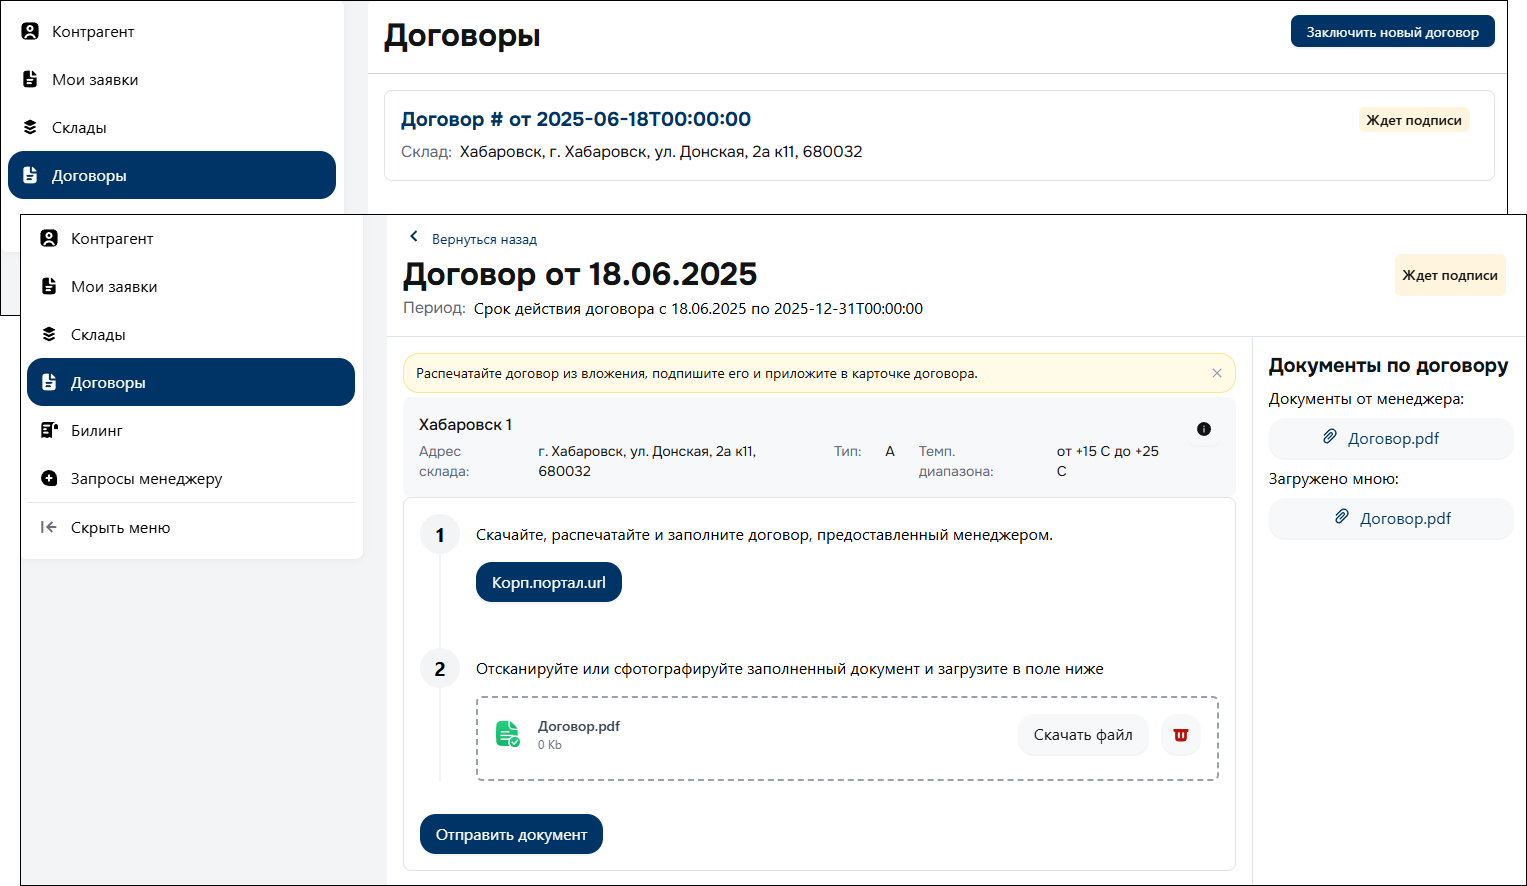 Контрагент
Мои заявки
Склады
Договоры
Договоры
Заключить новый договор
Договор # от 2025-06-18T00:00:00
Ждет подписи
Склад: Хабаровск, г. Хабаровск, ул. Донская, 2а к11, 680032
Контрагент
Мои заявки
Склады
Договоры
Билинг
Запросы менеджеру
Скрыть меню
Вернуться назад
Договор от 18.06.2025
Ждет подписи
Период: Срок действия договора с 18.06.2025 по 2025-12-31T00:00:00
Распечатайте договор из вложения, подпишите его и приложите в карточке договора.
Хабаровск 1
Адрес склада: г. Хабаровск, ул. Донская, 2а к11, 680032
Тип: A
Темп. диапазона: от +15 С до +25 С
1 Скачайте, распечатайте и заполните договор, предоставленный менеджером.
Корп.портал.url
2 Отсканируйте или сфотографируйте заполненный документ и загрузите в поле ниже
Договор.pdf
0 Kb
Скачать файл
Отправить документ
Документы по договору
Документы от менеджера:
Договор.pdf
Загружено мною:
Договор.pdf